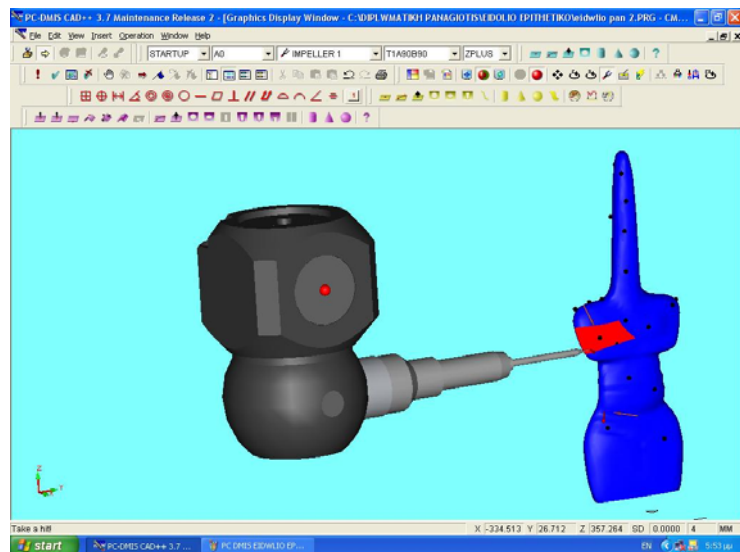 PC-DMIS CAD++ 3.7 Maintenance Release 2 - [Graphics Display Window - C:\DIPLWMATIKH PANAGIOTIS\EIDOLIO EPITHETIKO\eidwlio pan 2.PRG - CM...
File Edit View Insert Operation Window Help
STARTUP A0 IMPELLER 1 T1A90B90 ZPLUS
Z
Y
Take a hit!
X -334.513 Y 26.712 Z 357.264 SD 0.0000 4 MM
start PC-DMIS CAD++ 3.7 ... PC DMIS EIDWLIO EP... EN 5:53 μμ